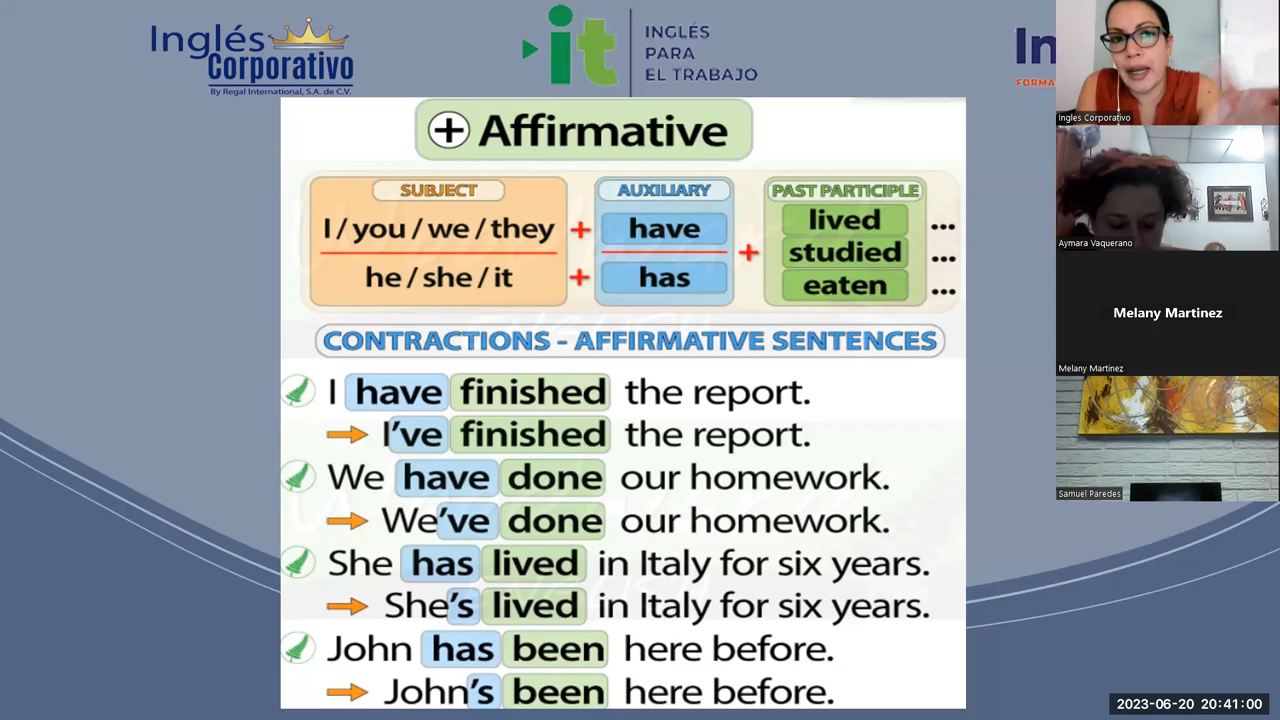 Inglés
Corporativo
By Regal International, S.A. de C.V.
it
INGLÉS
PARA
EL TRABAJO
In
FORMA
+ Affirmative
SUBJECT
AUXILIARY
PAST PARTICIPLE
I / you / we / they + have
he / she / it + has
+
lived ...
studied ...
eaten ...
CONTRACTIONS - AFFIRMATIVE SENTENCES
I have finished the report.
I've finished the report.
We have done our homework.
We've done our homework.
She has lived in Italy for six years.
She's lived in Italy for six years.
John has been here before.
John's been here before.
Ingles Corporativo
Aymara Vaquerano
Melany Martinez
Melany Martinez
Samuel Paredes
2023-06-20 20:41:00